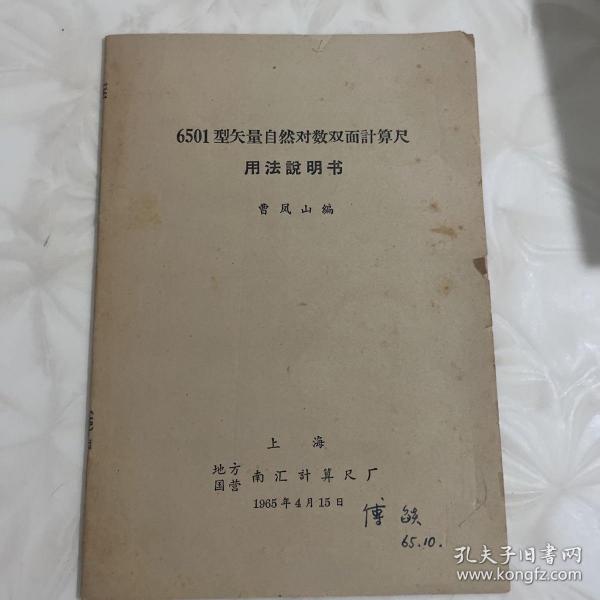 6501型矢量自然对数双面計算尺
用法說明书
曹凤山編
上海
地方国营 南汇計算尺厂
1965年4月15日
傅
65.10.
孔夫子旧书网
www.kongfz.com